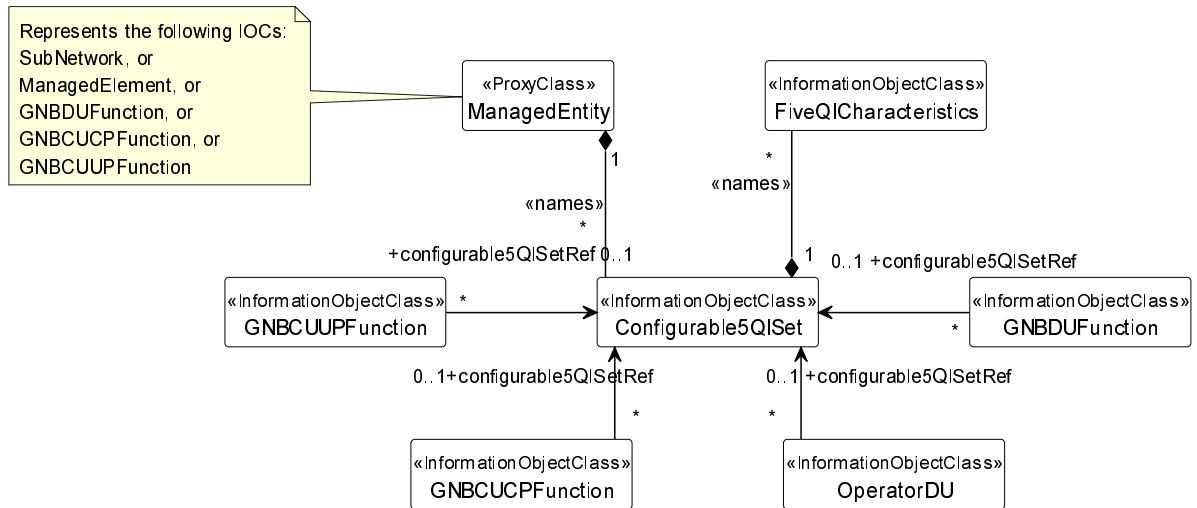 Represents the following IOCs:
SubNetwork, or
ManagedElement, or
GNBDUFunction, or
GNBCUCPFunction, or
GNBCUUPFunction
«ProxyClass»
ManagedEntity
«InformationObjectClass»
FiveQICharacteristics
1
«names»
*
*
«names»
1
+configurable5QISetRef 0..1
0..1 +configurable5QISetRef
«InformationObjectClass»
GNBCUUPFunction
*
«InformationObjectClass»
Configurable5QISet
*
«InformationObjectClass»
GNBDUFunction
0..1+configurable5QISetRef
*
0..1 +configurable5QISetRef
*
«InformationObjectClass»
GNBCUCPFunction
«InformationObjectClass»
OperatorDU